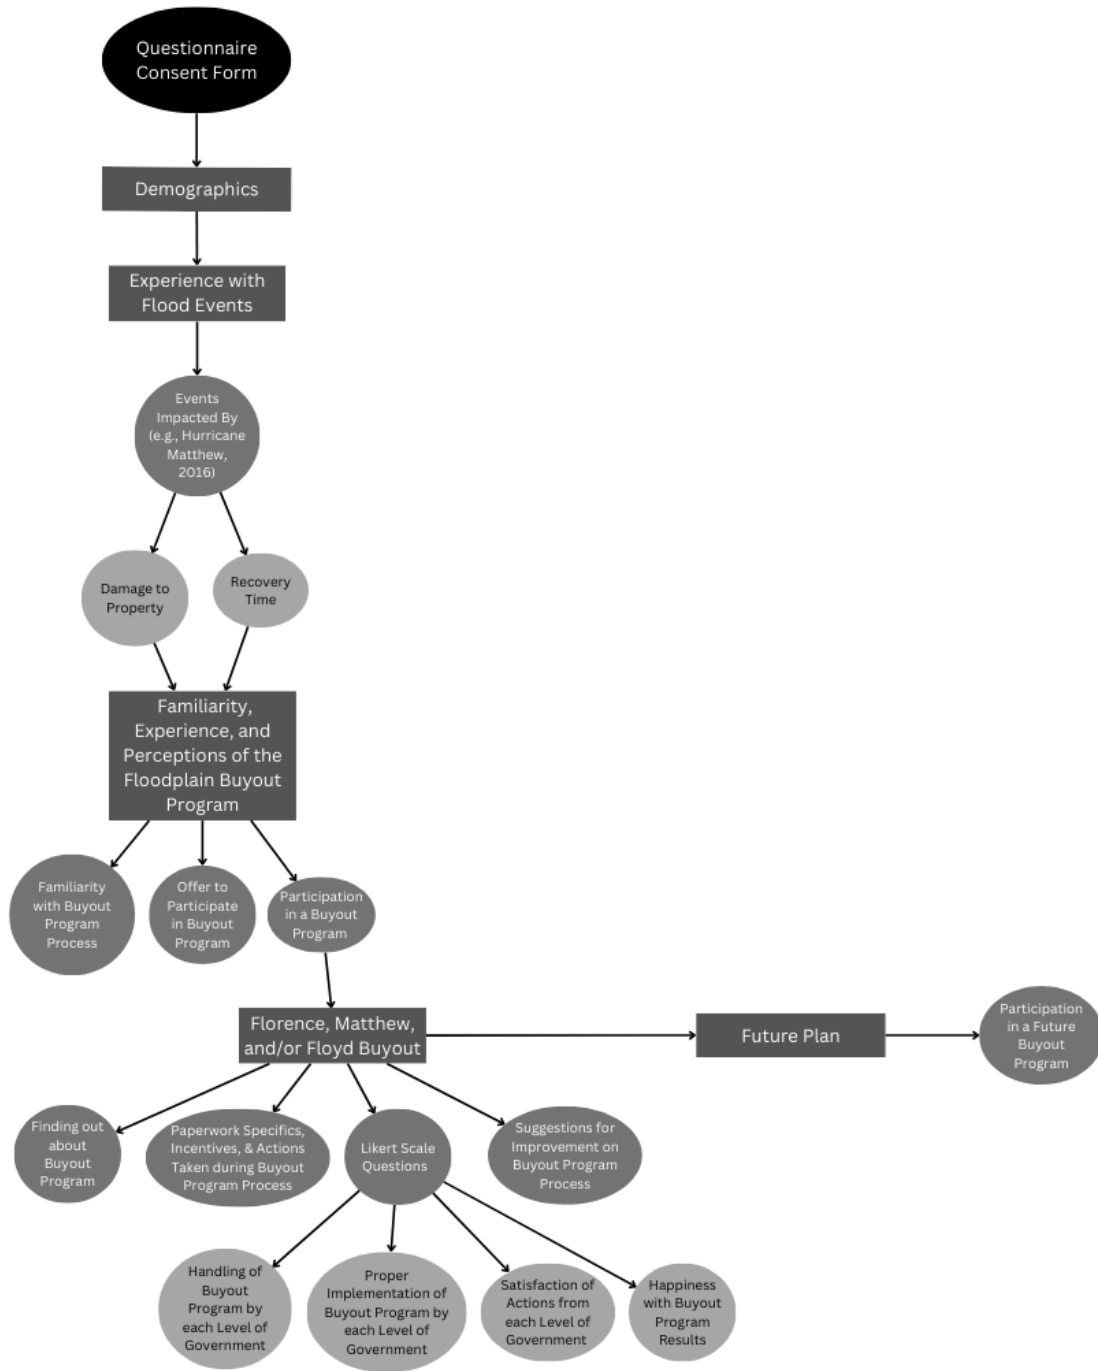 Questionnaire
Consent Form
Demographics
Experience with
Flood Events
Events
Impacted By
(e.g., Hurricane
Matthew,
2016)
Damage to
Property
Recovery
Time
Familiarity,
Experience, and
Perceptions of the
Floodplain Buyout
Program
Familiarity
with Buyout
Program
Process
Offer to
Participate
in Buyout
Program
Participation
in a Buyout
Program
Florence, Matthew,
and/or Floyd Buyout
Future Plan
Participation
in a Future
Buyout
Program
Finding out
about
Buyout
Program
Paperwork Specifics,
Incentives, & Actions
Taken during Buyout
Program Process
Likert Scale
Questions
Suggestions for
Improvement on
Buyout Program
Process
Handling of
Buyout
Program by
each Level of
Government
Proper
Implementation of
Buyout Program by
each Level of
Government
Satisfaction of
Actions from
each Level of
Government
Happiness
with Buyout
Program
Results